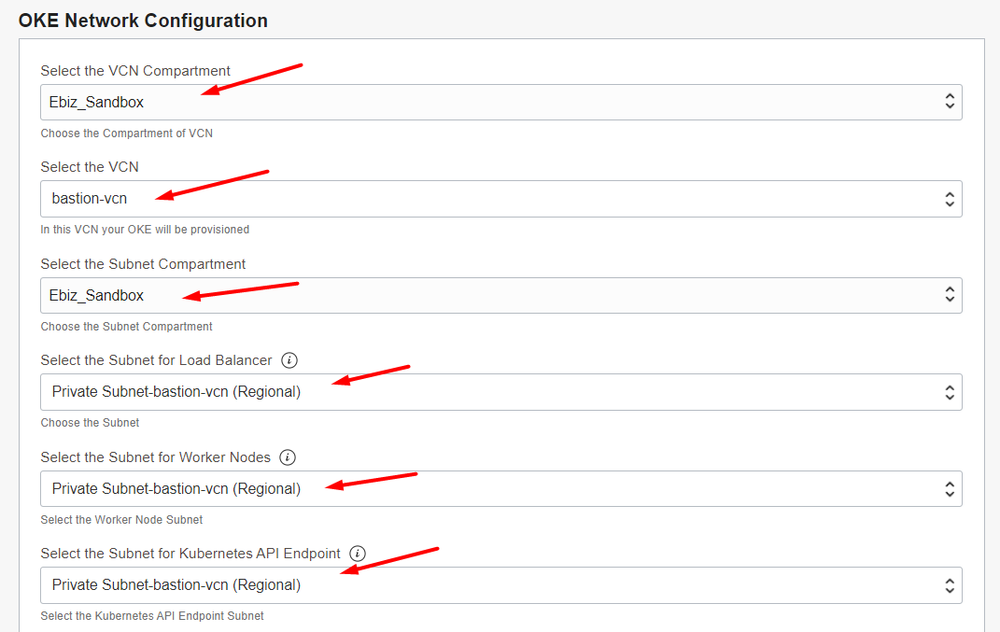 OKE Network Configuration
Select the VCN Compartment
Ebiz_Sandbox
Choose the Compartment of VCN
Select the VCN
bastion-vcn
In this VCN your OKE will be provisioned
Select the Subnet Compartment
Ebiz_Sandbox
Choose the Subnet Compartment
Select the Subnet for Load Balancer i
Private Subnet-bastion-vcn (Regional)
Choose the Subnet
Select the Subnet for Worker Nodes i
Private Subnet-bastion-vcn (Regional)
Select the Worker Node Subnet
Select the Subnet for Kubernetes API Endpoint i
Private Subnet-bastion-vcn (Regional)
Select the Kubernetes API Endpoint Subnet